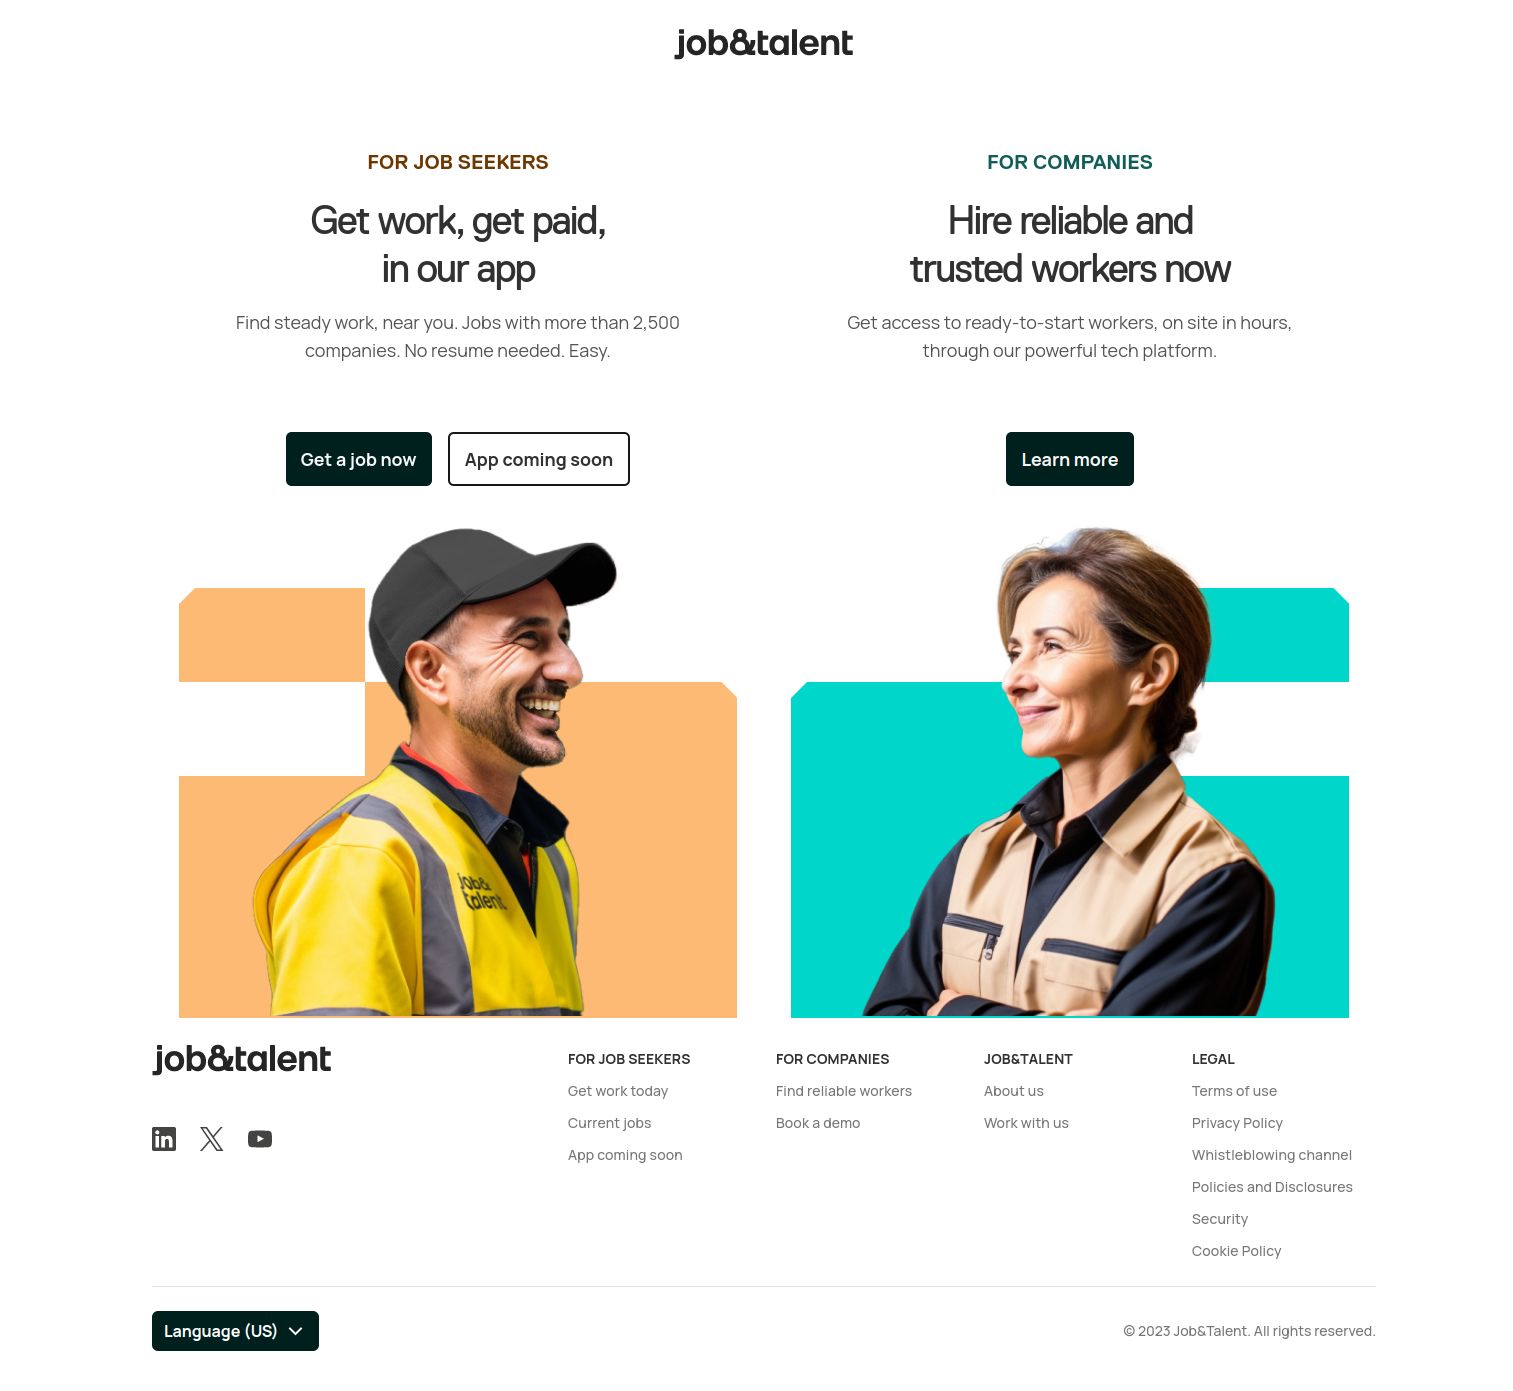 job&talent
FOR JOB SEEKERS
Get work, get paid,
in our app
Find steady work, near you. Jobs with more than 2,500
companies. No resume needed. Easy.
Get a job now
App coming soon
FOR COMPANIES
Hire reliable and
trusted workers now
Get access to ready-to-start workers, on site in hours,
through our powerful tech platform.
Learn more
job&
talent
job&talent
FOR JOB SEEKERS
Get work today
Current jobs
App coming soon
FOR COMPANIES
Find reliable workers
Book a demo
JOB&TALENT
About us
Work with us
LEGAL
Terms of use
Privacy Policy
Whistleblowing channel
Policies and Disclosures
Security
Cookie Policy
Language (US)
© 2023 Job&Talent. All rights reserved.